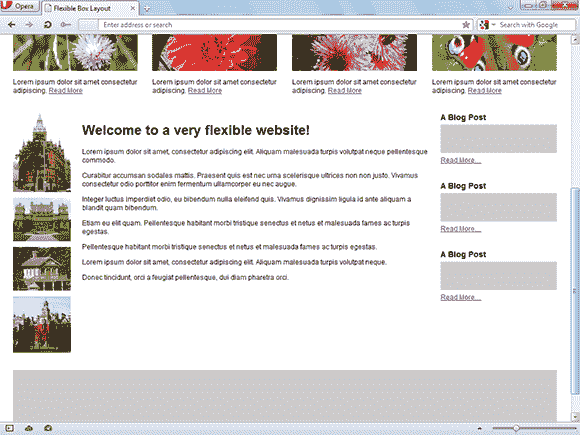 Opera
Flexible Box Layout
Enter address or search
Search with Google
Lorem ipsum dolor sit amet consectetur
adipiscing. Read More
Lorem ipsum dolor sit amet consectetur
adipiscing. Read More
Lorem ipsum dolor sit amet consectetur
adipiscing. Read More
Lorem ipsum dolor sit amet consectetur
adipiscing. Read More
Welcome to a very flexible website!
Lorem ipsum dolor sit amet, consectetur adipiscing elit. Aliquam malesuada turpis volutpat neque pellentesque
commodo.
Curabitur accumsan sodales mattis. Praesent quis est nec urna scelerisque ultrices non non justo. Vivamus
consectetur odio porttitor enim fermentum ullamcorper eu nec augue.
Integer luctus imperdiet odio, eu bibendum nulla eleifend quis. Vivamus dignissim ligula id ante aliquam a
blandit quam bibendum.
Etiam eu elit quam. Pellentesque habitant morbi tristique senectus et netus et malesuada fames ac turpis
egestas.
Pellentesque habitant morbi tristique senectus et netus et malesuada fames ac turpis egestas.
Lorem ipsum dolor sit amet, consectetur adipiscing elit. Aliquam malesuada turpis volutpat neque.
Donec tincidunt, orci a feugiat pellentesque, dui diam pharetra orci.
A Blog Post
Read More...
A Blog Post
Read More...
A Blog Post
Read More...